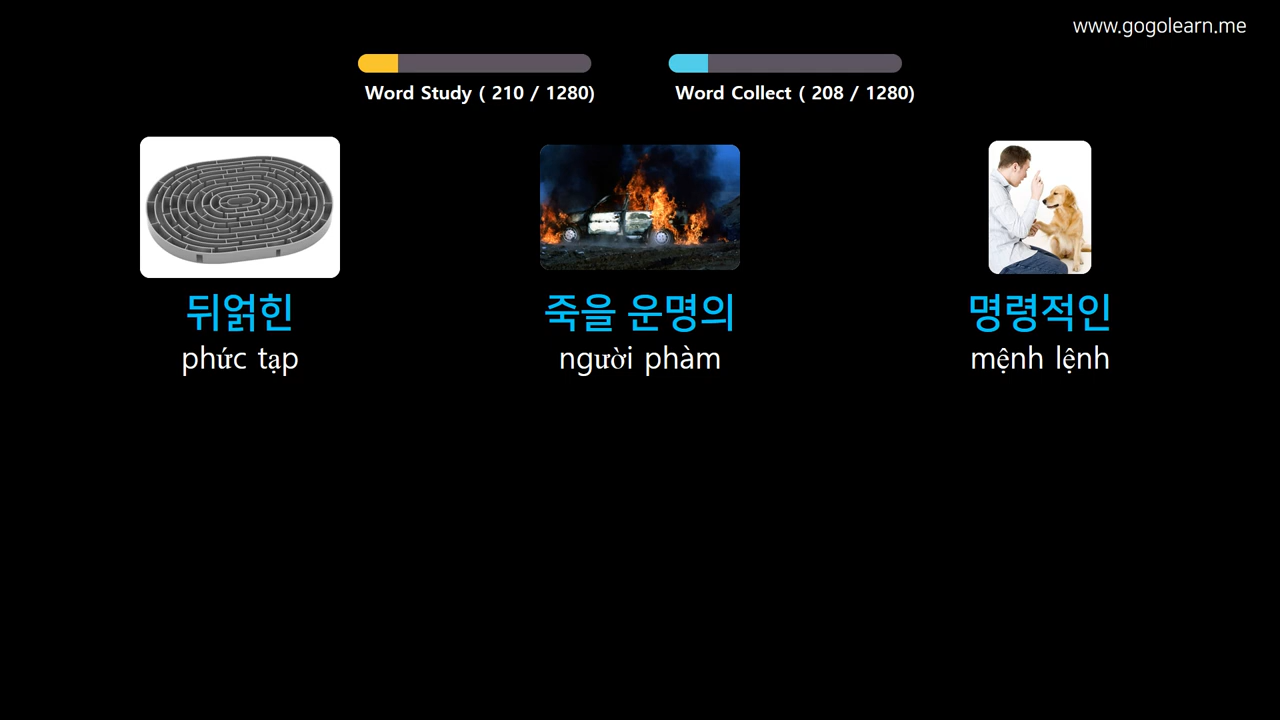 www.gogolearn.me
Word Study ( 210 / 1280)
Word Collect ( 208 / 1280)
뒤얽힌
죽을 운명의
명령적인
phức tạp
người phàm
mệnh lệnh